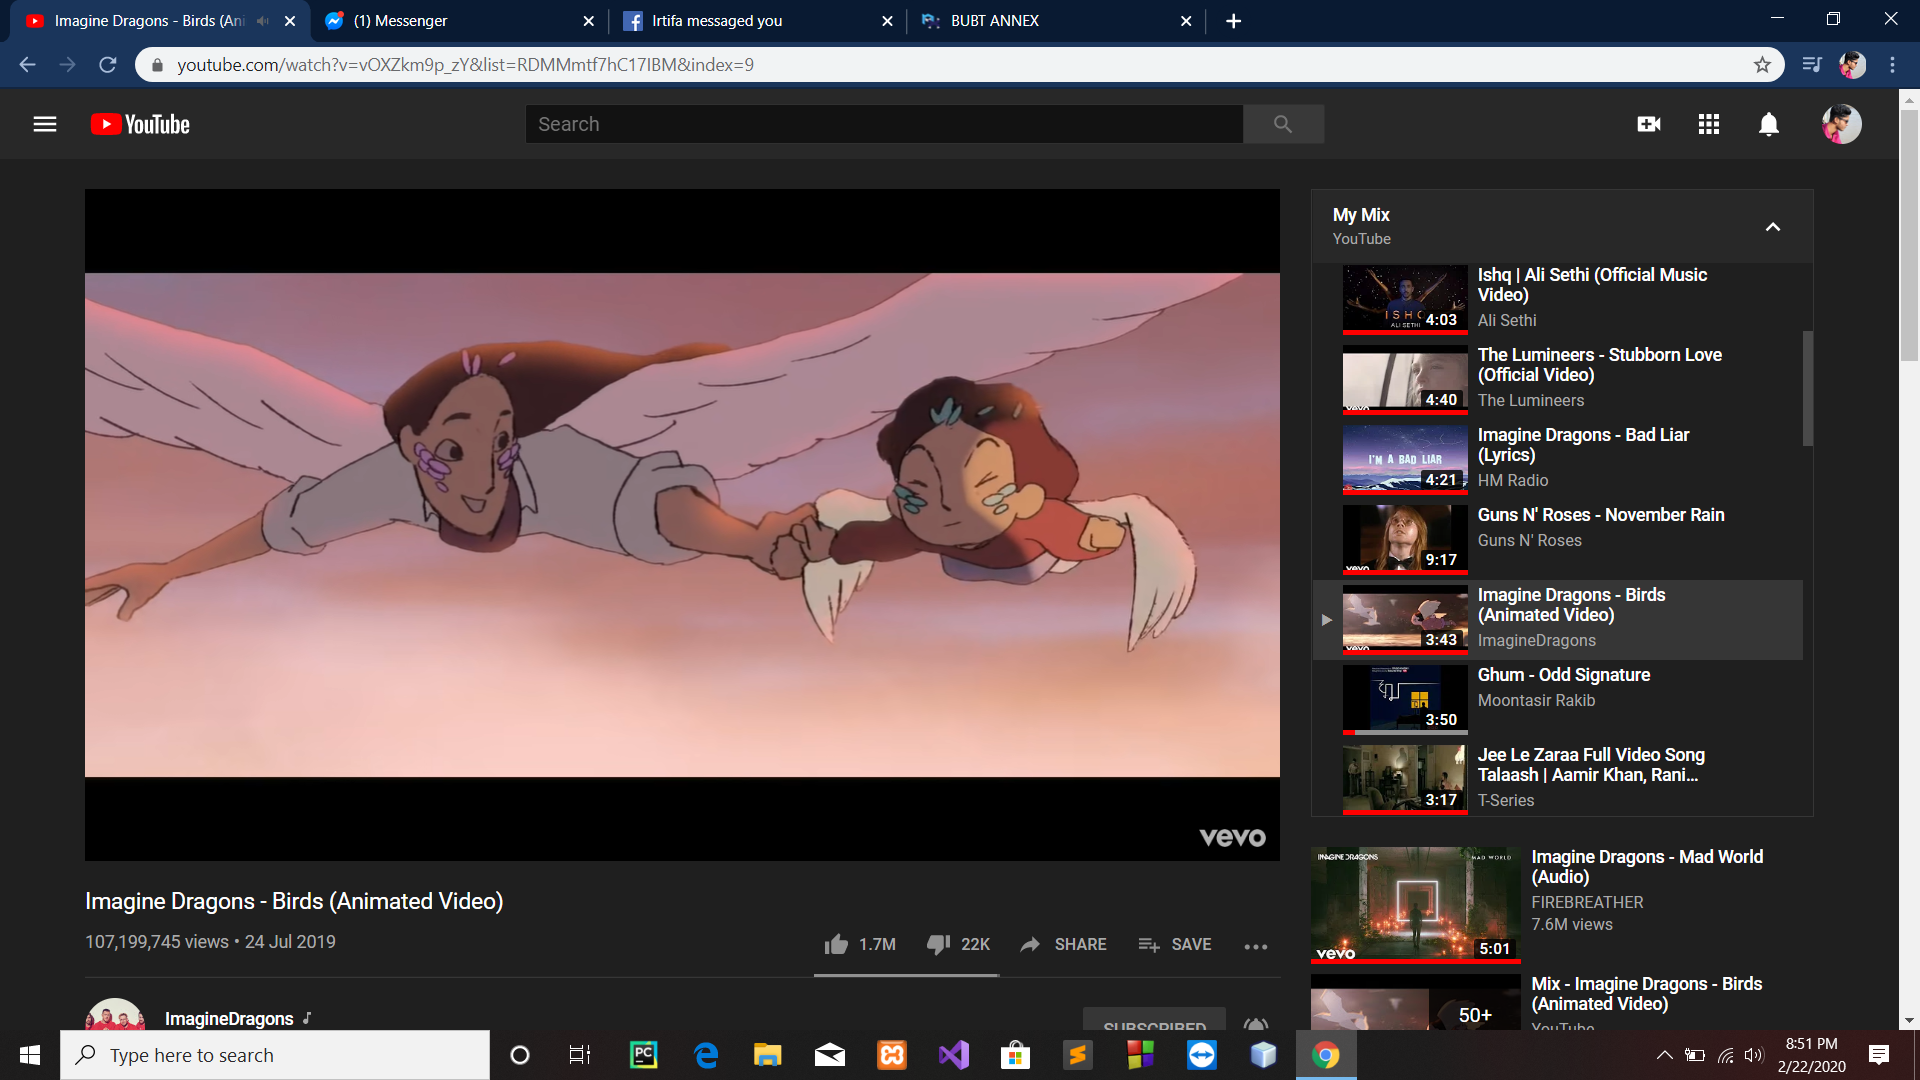 Imagine Dragons - Birds (Ani
(1) Messenger
Irtifa messaged you
BUBT ANNEX
youtube.com/watch?v=vOXZkm9p_zY&list=RDMMmtf7hC17IBM&index=9
YouTube
Search
vevo
Imagine Dragons - Birds (Animated Video)
107,199,745 views • 24 Jul 2019
1.7M
22K
SHARE
SAVE
ImagineDragons
SUBSCRIBED
My Mix
YouTube
ISHQ
ALI SETHI
4:03
Ishq | Ali Sethi (Official Music
Video)
Ali Sethi
vevo
4:40
The Lumineers - Stubborn Love
(Official Video)
The Lumineers
I'M A BAD LIAR
4:21
Imagine Dragons - Bad Liar
(Lyrics)
HM Radio
vevo
9:17
Guns N' Roses - November Rain
Guns N' Roses
vevo
3:43
Imagine Dragons - Birds
(Animated Video)
ImagineDragons
ঘুম
3:50
Ghum - Odd Signature
Moontasir Rakib
3:17
Jee Le Zaraa Full Video Song
Talaash | Aamir Khan, Rani...
T-Series
IMAGINE DRAGONS
MAD WORLD
vevo
5:01
Imagine Dragons - Mad World
(Audio)
FIREBREATHER
7.6M views
50+
Mix - Imagine Dragons - Birds
(Animated Video)
YouTube
Type here to search
PC
8:51 PM
2/22/2020